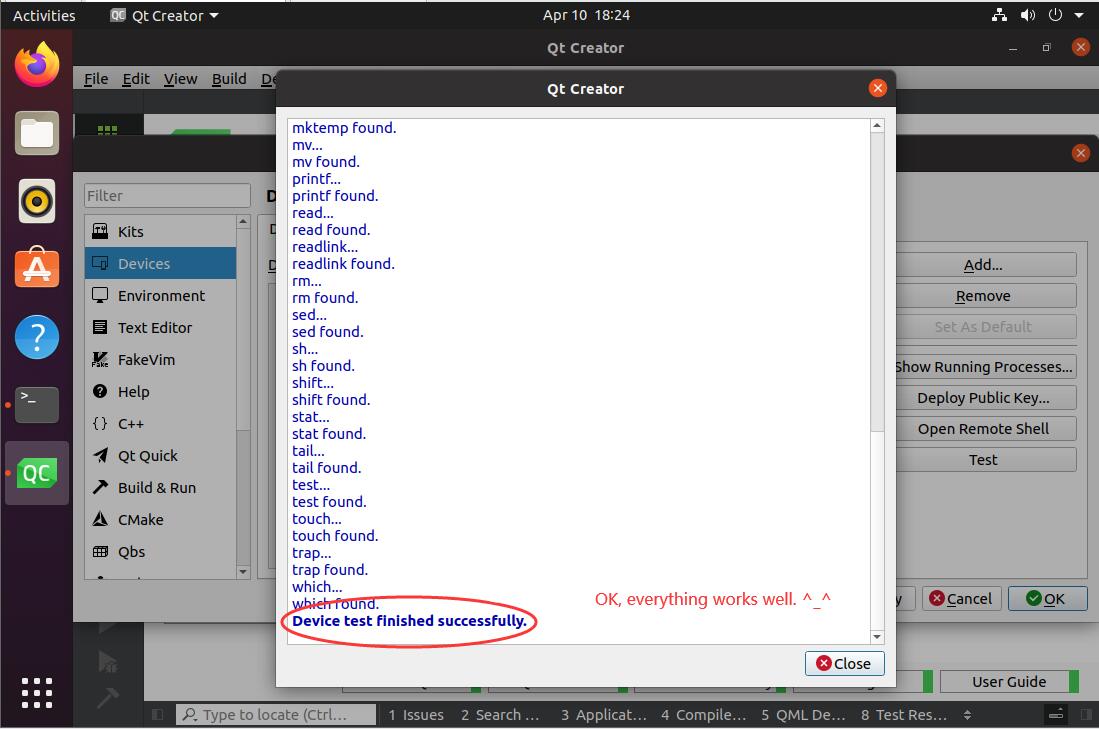 Activities
Qt Creator
Apr 10 18:24
Qt Creator
File Edit View Build
Qt Creator
Filter
Kits
Devices
Environment
Text Editor
FakeVim
Help
C++
Qt Quick
Build & Run
CMake
Qbs
mktemp found.
mv...
mv found.
printf...
printf found.
read...
read found.
readlink...
readlink found.
rm...
rm found.
sed...
sed found.
sh...
sh found.
shift...
shift found.
stat...
stat found.
tail...
tail found.
test...
test found.
touch...
touch found.
trap...
trap found.
which...
which found.
Device test finished successfully.
OK, everything works well. ^_^
Close
Add...
Remove
Set As Default
Show Running Processes...
Deploy Public Key...
Open Remote Shell
Test
Cancel
OK
User Guide
Type to locate (Ctrl...
1 Issues
2 Search ...
3 Applicat...
4 Compile...
5 QML De...
8 Test Res...
QC